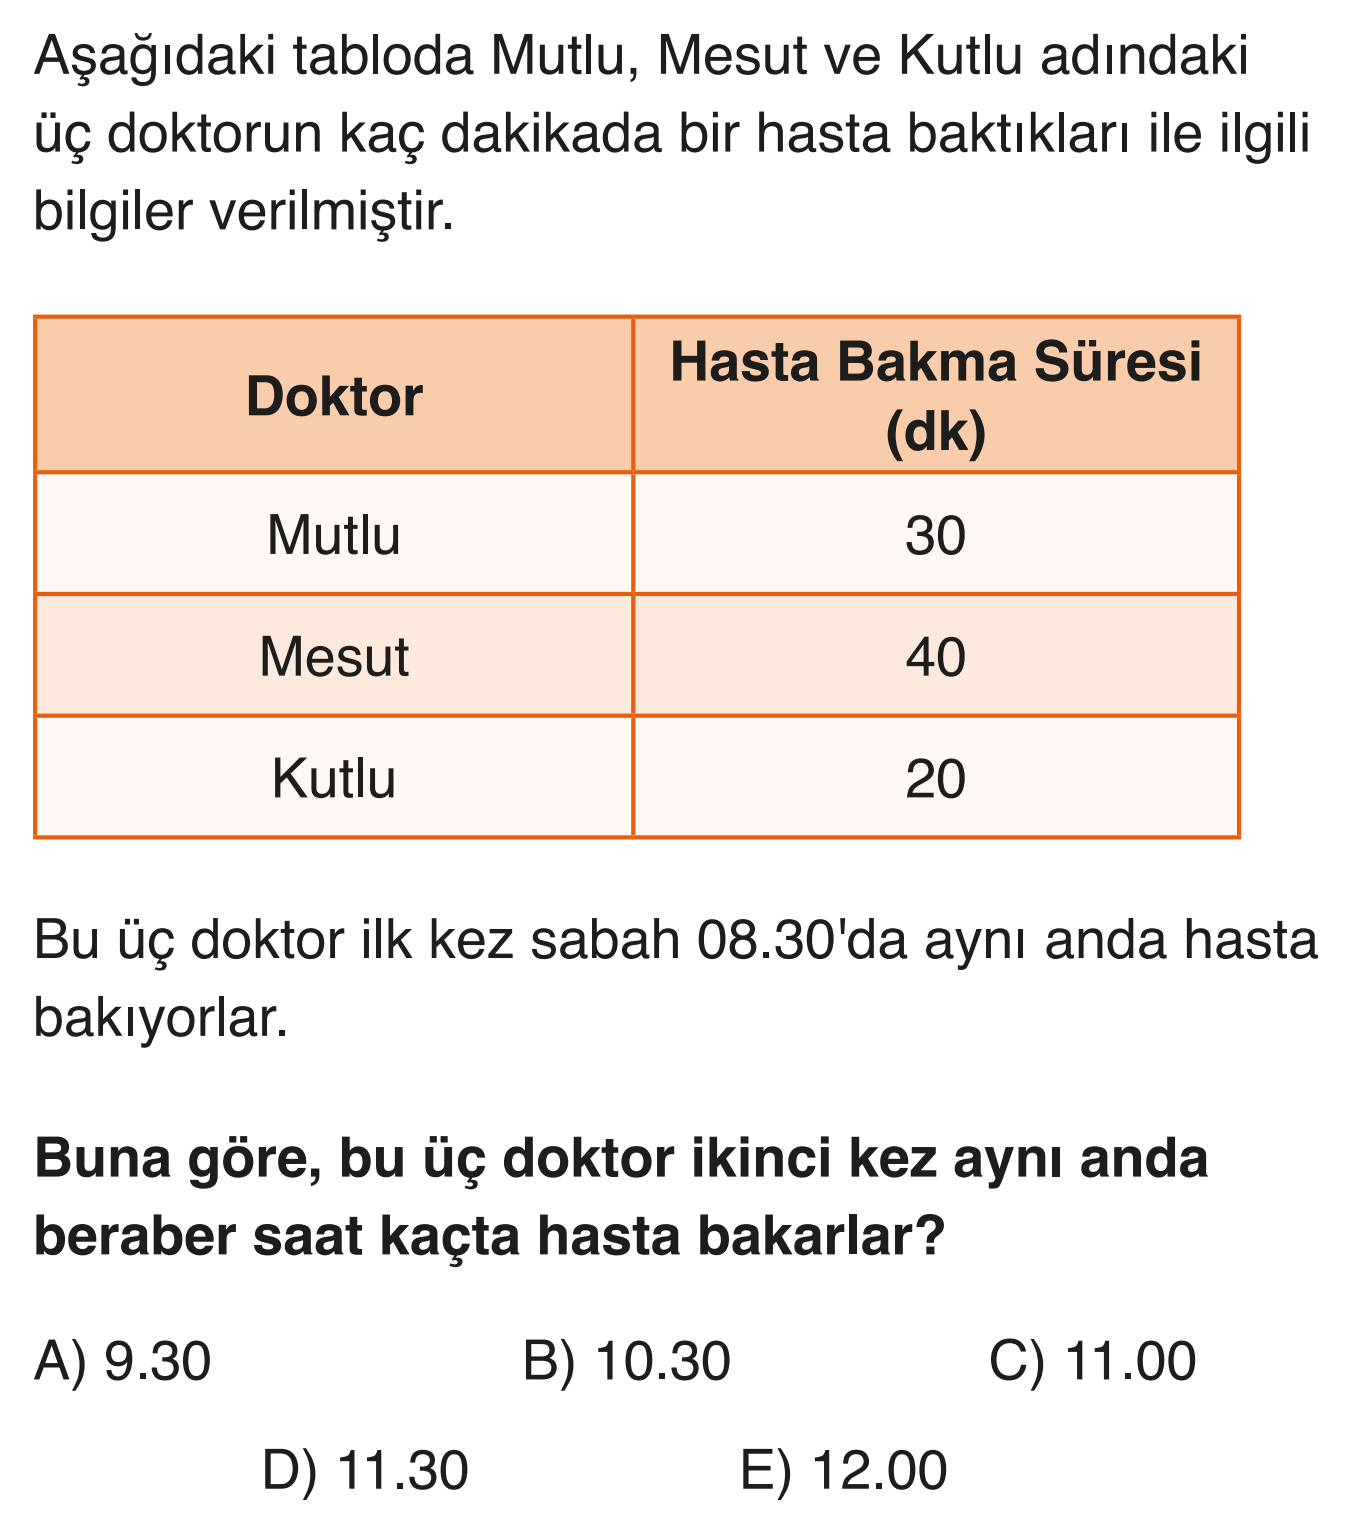 Aşağıdaki tabloda Mutlu, Mesut ve Kutlu adındaki
üç doktorun kaç dakikada bir hasta baktıkları ile ilgili
bilgiler verilmiştir.
Doktor
Hasta Bakma Süresi
(dk)
Mutlu
30
Mesut
40
Kutlu
20
Bu üç doktor ilk kez sabah 08.30'da aynı anda hasta
bakıyorlar.
Buna göre, bu üç doktor ikinci kez aynı anda
beraber saat kaçta hasta bakarlar?
A) 9.30
B) 10.30
C) 11.00
D) 11.30
E) 12.00